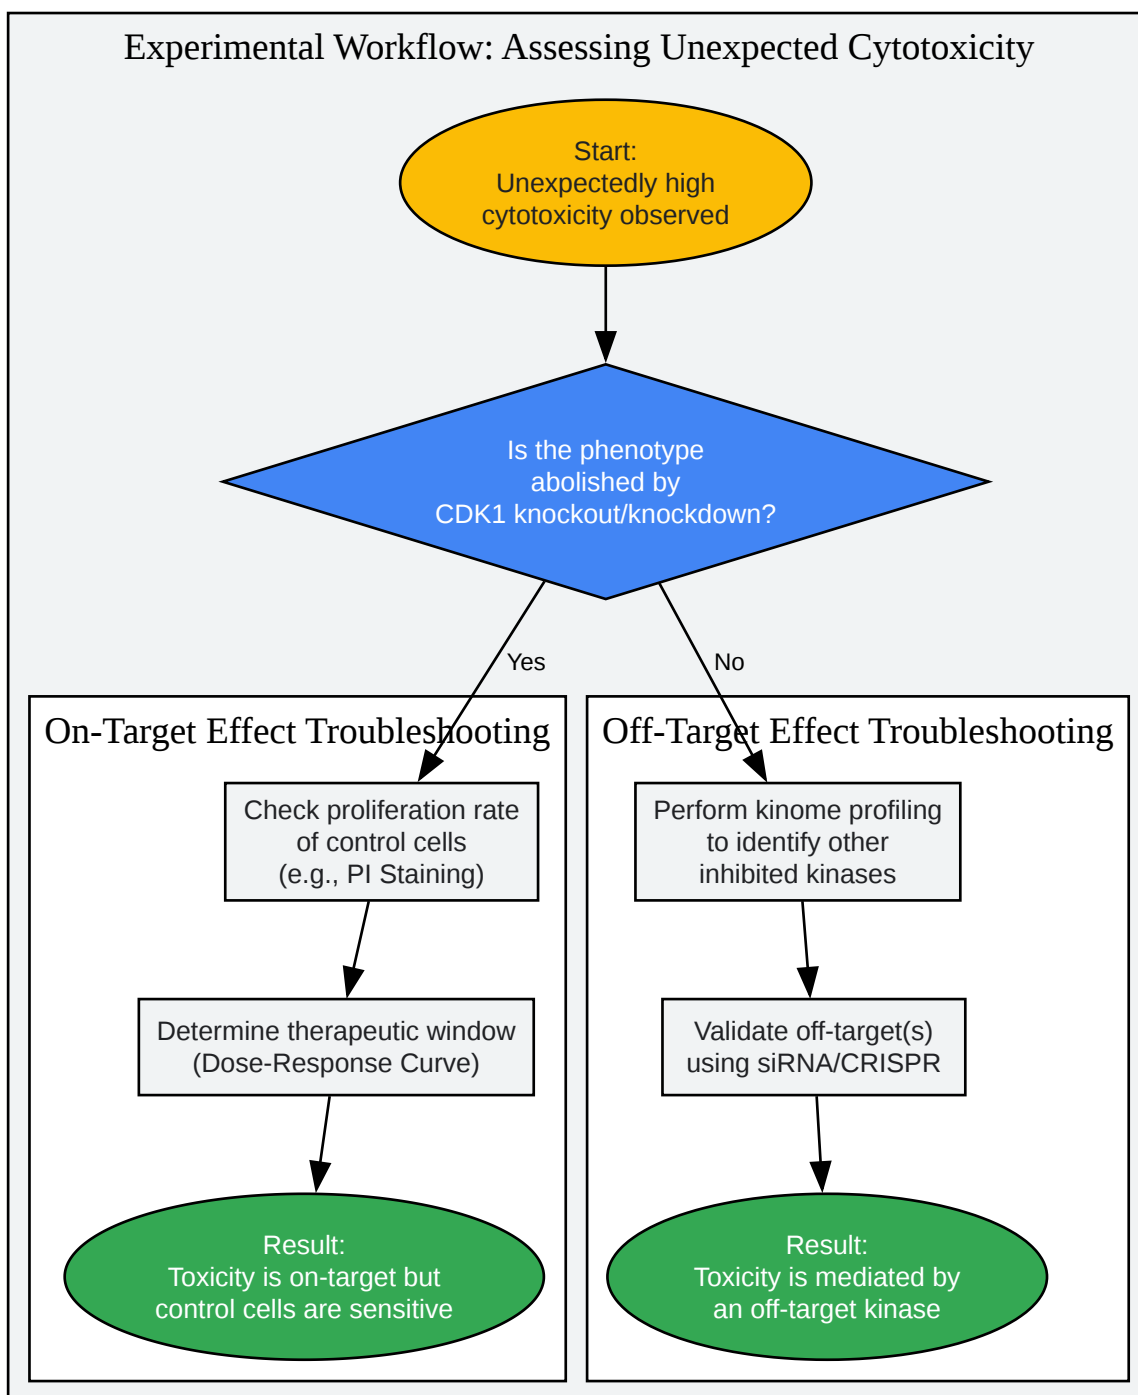 Experimental Workflow: Assessing Unexpected Cytotoxicity
Start:
Unexpectedly high
cytotoxicity observed
Is the phenotype
abolished by
CDK1 knockout/knockdown?
Yes
No
On-Target Effect Troubleshooting
Check proliferation rate
of control cells
(e.g., PI Staining)
Determine therapeutic window
(Dose-Response Curve)
Result:
Toxicity is on-target but
control cells are sensitive
Off-Target Effect Troubleshooting
Perform kinome profiling
to identify other
inhibited kinases
Validate off-target(s)
using siRNA/CRISPR
Result:
Toxicity is mediated by
an off-target kinase